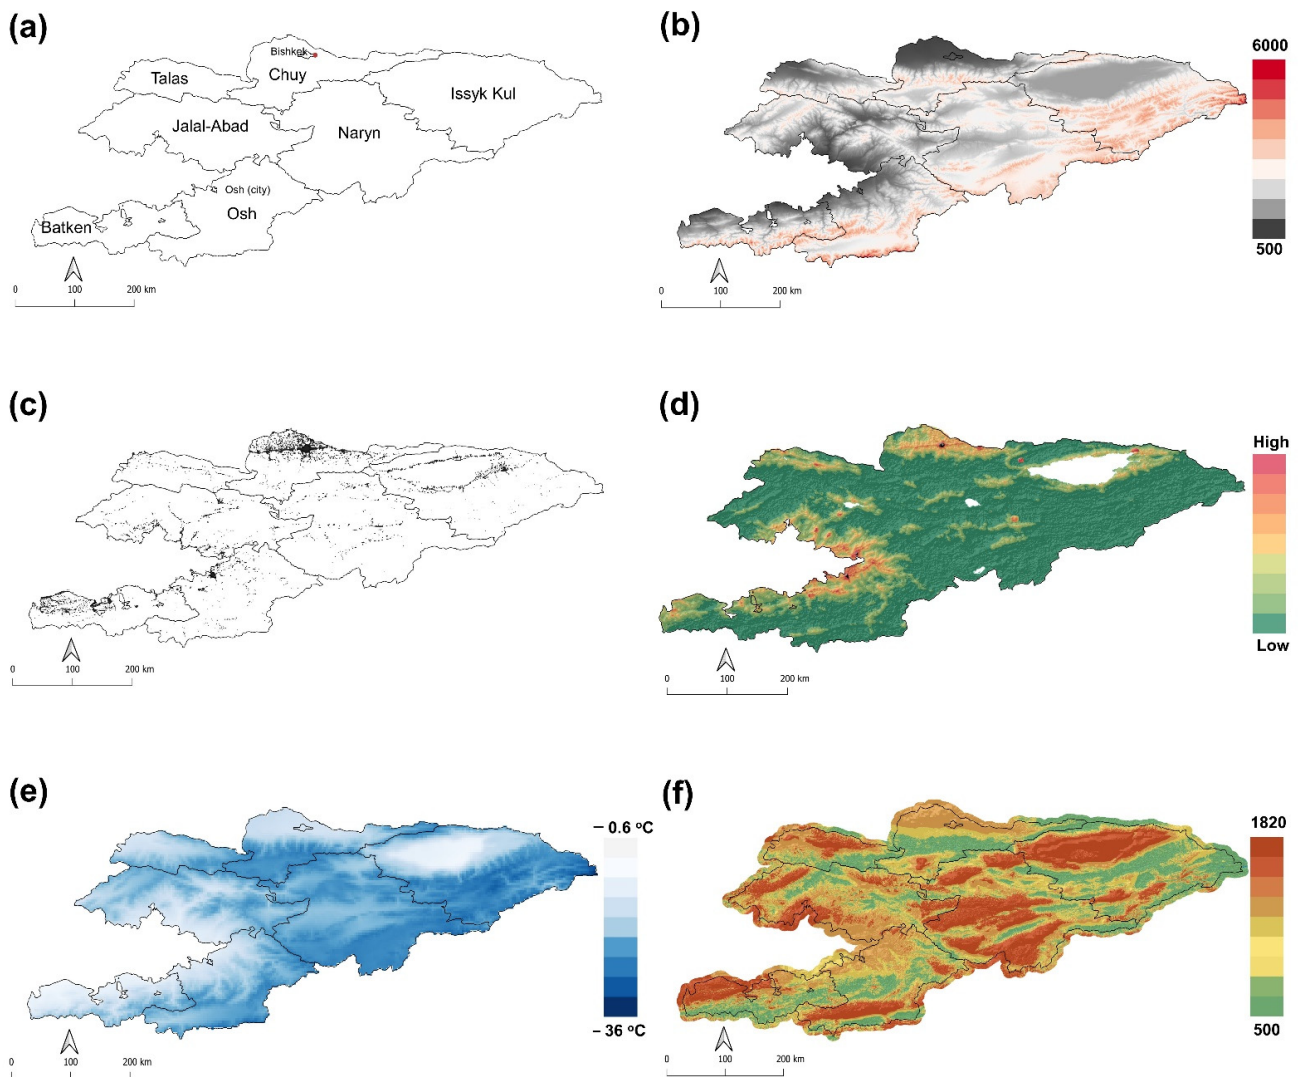 (a)
Bishkek
Chuy
Talas
Issyk Kul
Jalal-Abad
Naryn
Osh (city)
Osh
Batken
0 100 200 km
(b)
6000
500
0 100 200 km
(c)
0 100 200 km
(d)
High
Low
0 100 200 km
(e)
– 0.6 ºC
– 36 ºC
0 100 200 km
(f)
1820
500
0 100 200 km